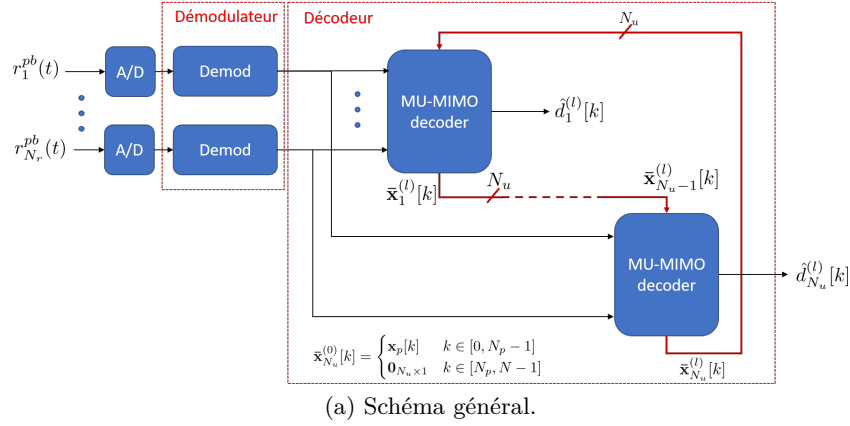 Démodulateur
Décodeur
$r_1^{pb}(t)$
A/D
Demod
$N_u$
MU-MIMO
decoder
$\hat{d}_1^{(l)}[k]$
$r_{N_r}^{pb}(t)$
A/D
Demod
$\bar{\mathbf{x}}_1^{(l)}[k]$
$N_u$
$\bar{\mathbf{x}}_{N_u-1}^{(l)}[k]$
MU-MIMO
decoder
$\hat{d}_{N_u}^{(l)}[k]$
$\bar{\mathbf{x}}_{N_u}^{(0)}[k] = \begin{cases} \mathbf{x}_p[k] & k \in [0, N_p - 1] \\ \mathbf{0}_{N_u \times 1} & k \in [N_p, N - 1] \end{cases}$
$\bar{\mathbf{x}}_{N_u}^{(l)}[k]$
(a) Schéma général.